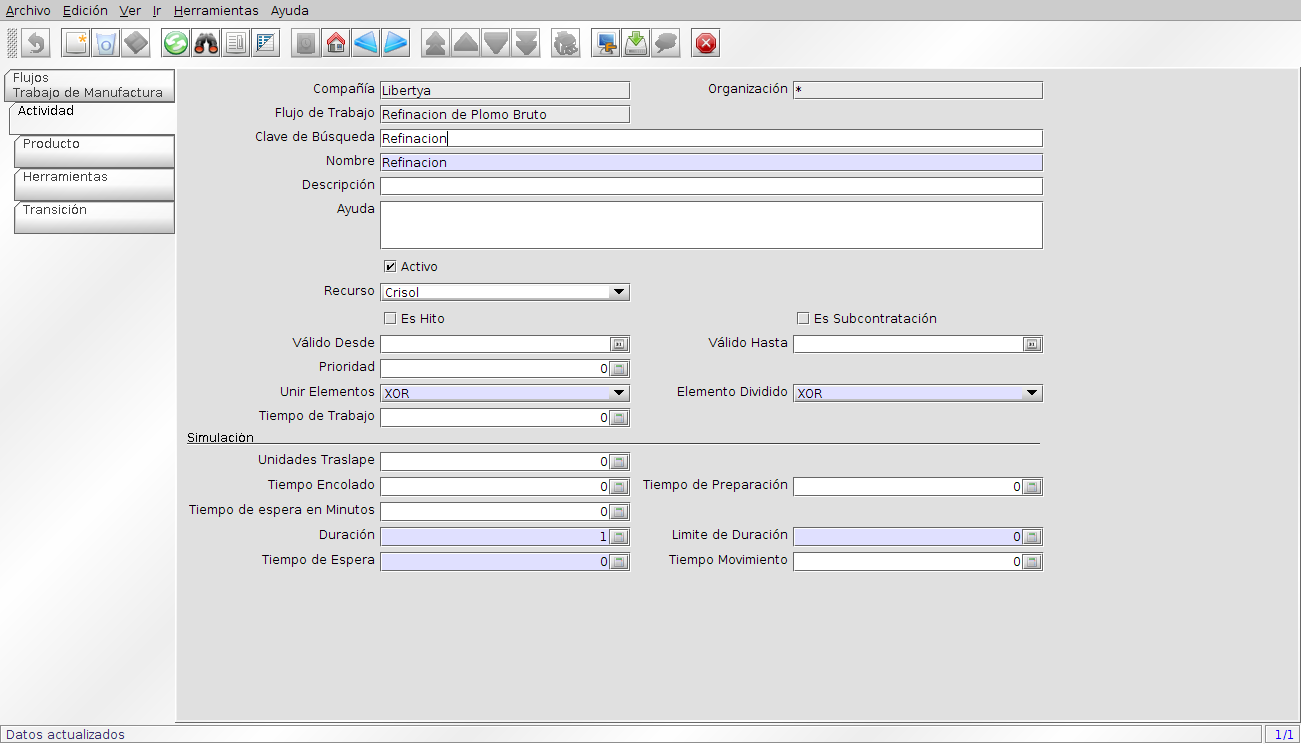 Archivo Edición Ver Ir Herramientas Ayuda
Flujos
Trabajo de Manufactura
Actividad
Producto
Herramientas
Transición
Compañía Libertya Organización *
Flujo de Trabajo Refinacion de Plomo Bruto
Clave de Búsqueda Refinacion
Nombre Refinacion
Descripción
Ayuda
Activo
Recurso Crisol
Es Hito Es Subcontratación
Válido Desde Válido Hasta
Prioridad 0
Unir Elementos XOR Elemento Dividido XOR
Tiempo de Trabajo 0
Simulación
Unidades Traslape 0
Tiempo Encolado 0 Tiempo de Preparación 0
Tiempo de espera en Minutos 0
Duración 1 Limite de Duración 0
Tiempo de Espera 0 Tiempo Movimiento 0
Datos actualizados 1/1